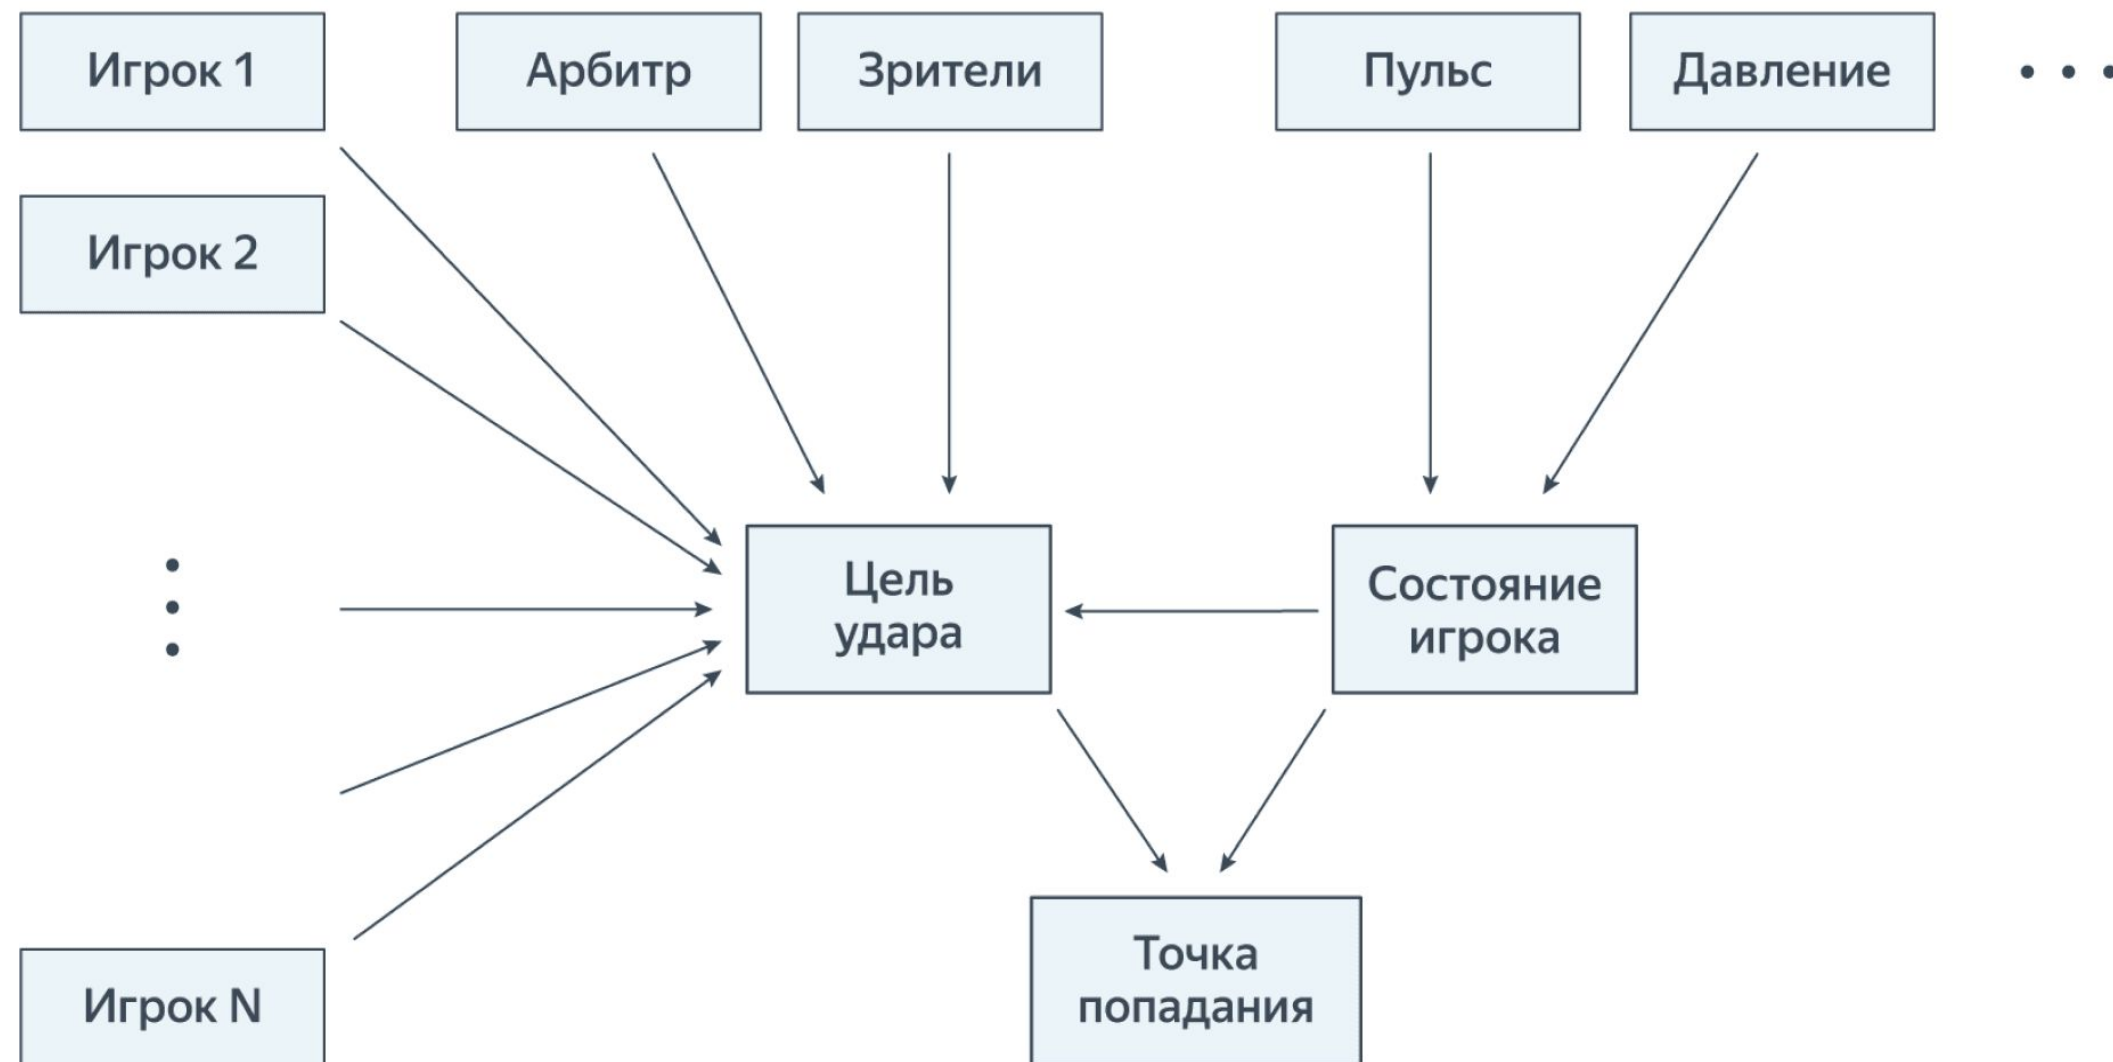 Игрок 1
Арбитр
Зрители
Пульс
Давление
Игрок 2
Цель
удара
Состояние
игрока
Точка
попадания
Игрок N